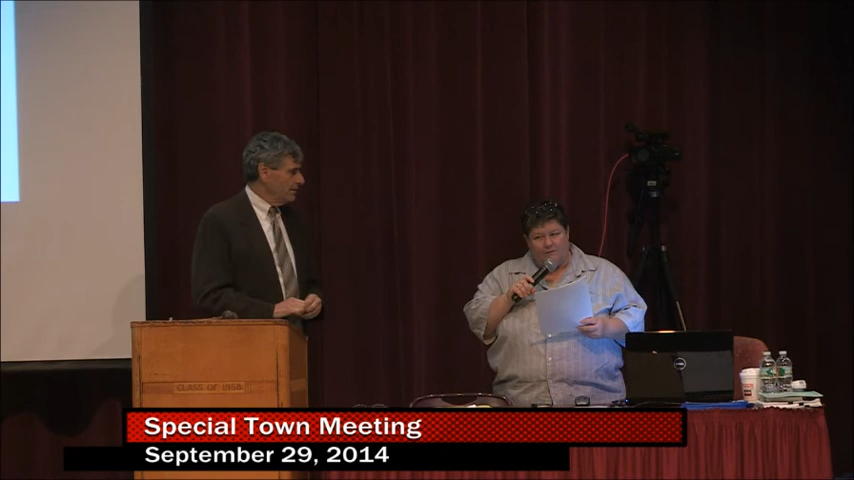 CLASS OF 1958
Special Town Meeting
September 29, 2014